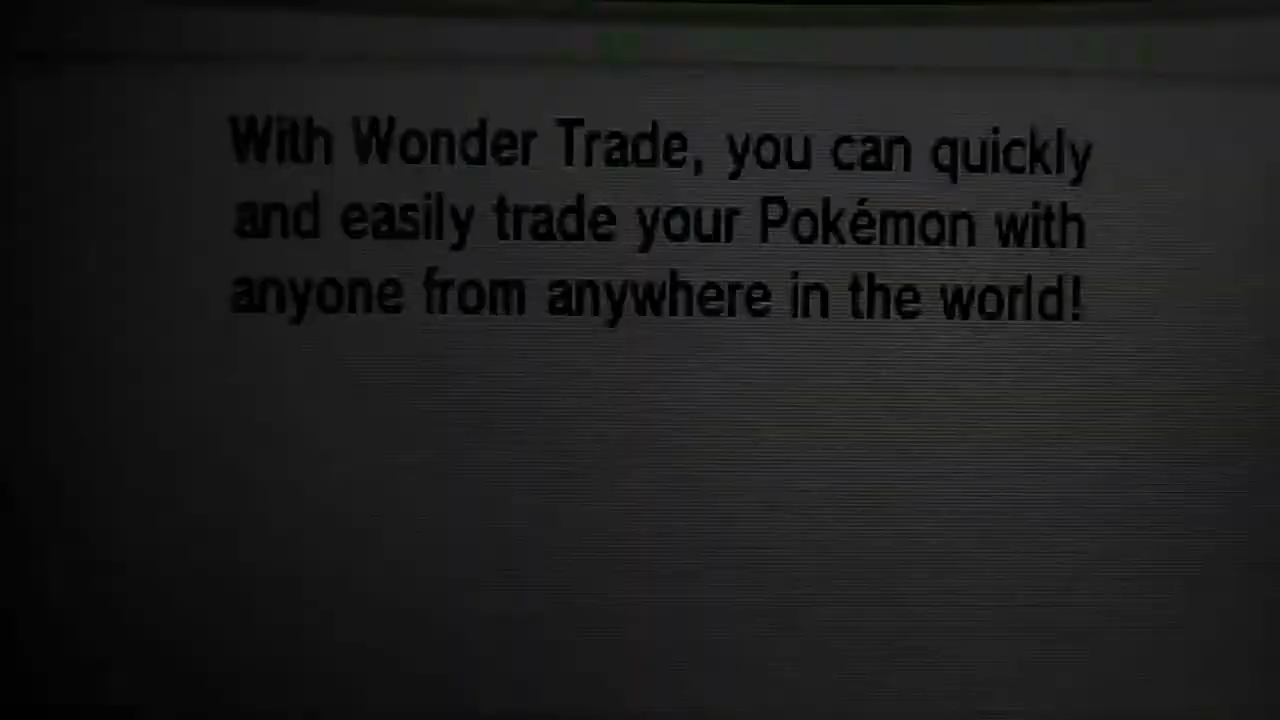 With Wonder Trade, you can quickly
and easily trade your Pokémon with
anyone from anywhere in the world!